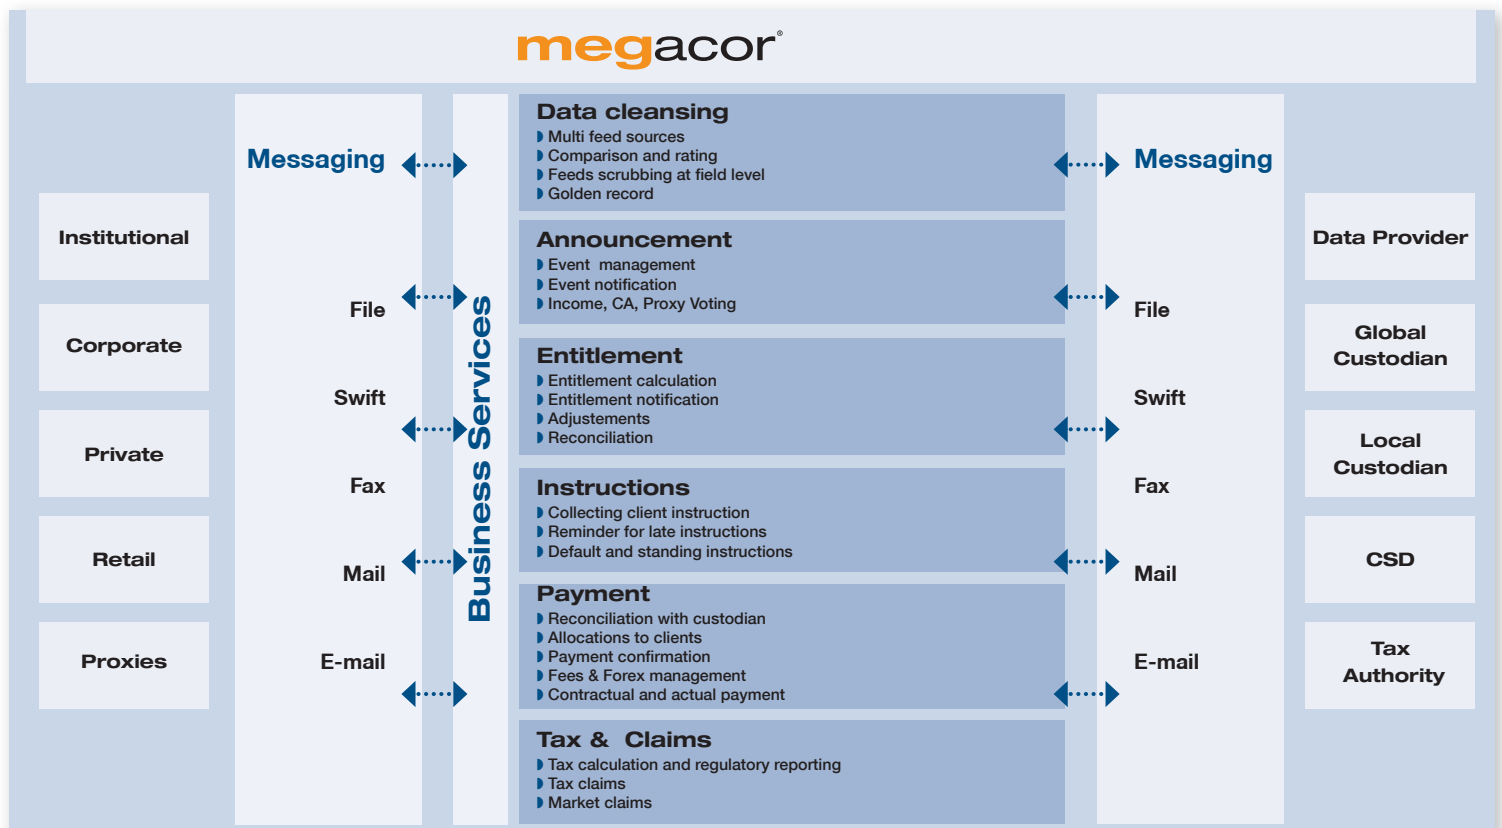 megacor®
Institutional
Corporate
Private
Retail
Proxies
Messaging
File
Swift
Fax
Mail
E-mail
Business Services
Data cleansing
Multi feed sources
Comparison and rating
Feeds scrubbing at field level
Golden record
Announcement
Event  management
Event notification
Income, CA, Proxy Voting
Entitlement
Entitlement calculation
Entitlement notification
Adjustements
Reconciliation
Instructions
Collecting client instruction
Reminder for late instructions
Default and standing instructions
Payment
Reconciliation with custodian
Allocations to clients
Payment confirmation
Fees & Forex management
Contractual and actual payment
Tax &  Claims
Tax calculation and regulatory reporting
Tax claims
Market claims
Messaging
File
Swift
Fax
Mail
E-mail
Data Provider
Global
Custodian
Local
Custodian
CSD
Tax
Authority